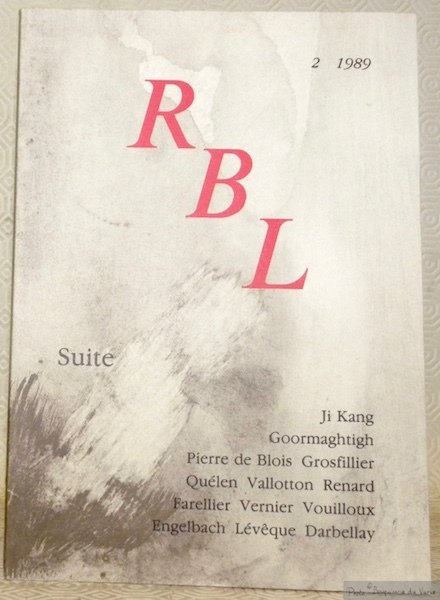 2 1989
R
B
L
Suite
Ji Kang
Goormaghtigh
Pierre de Blois Grosfillier
Quélen Vallotton Renard
Farellier Vernier Vouilloux
Engelbach Lévêque Darbellay
Photo